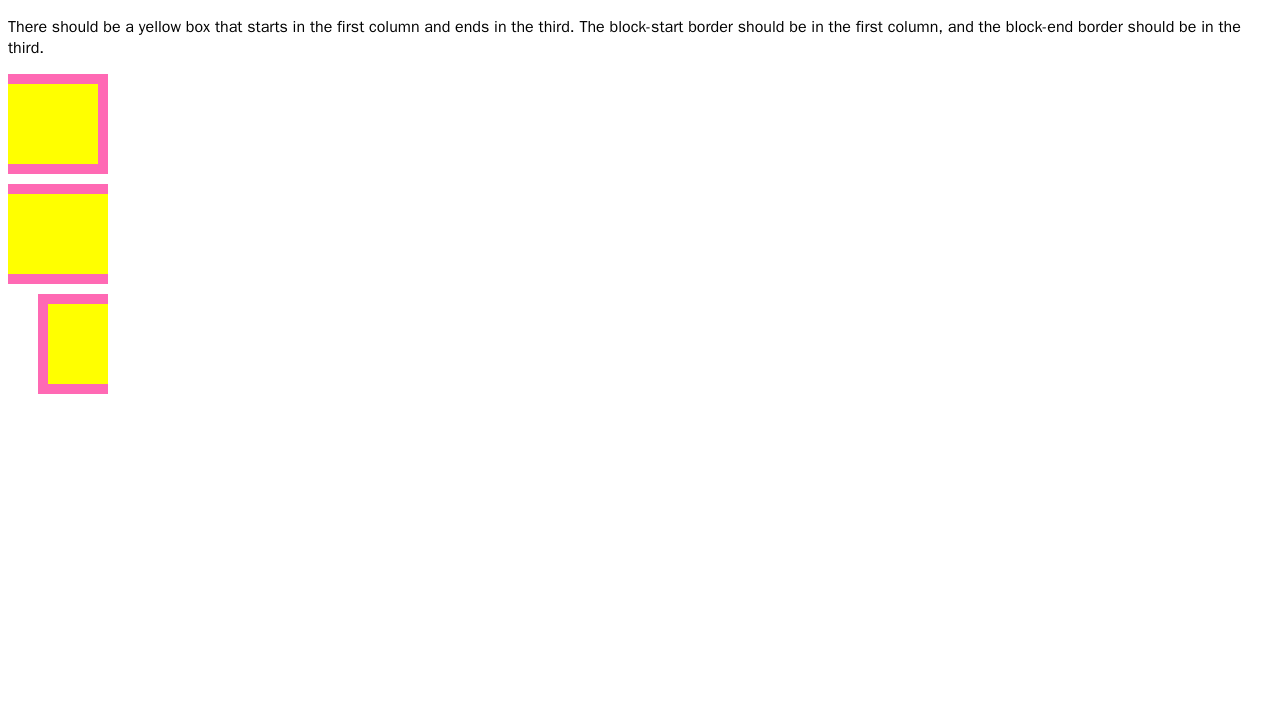 There should be a yellow box that starts in the first column and ends in the third. The block-start border should be in the first column, and the block-end border should be in the
third.